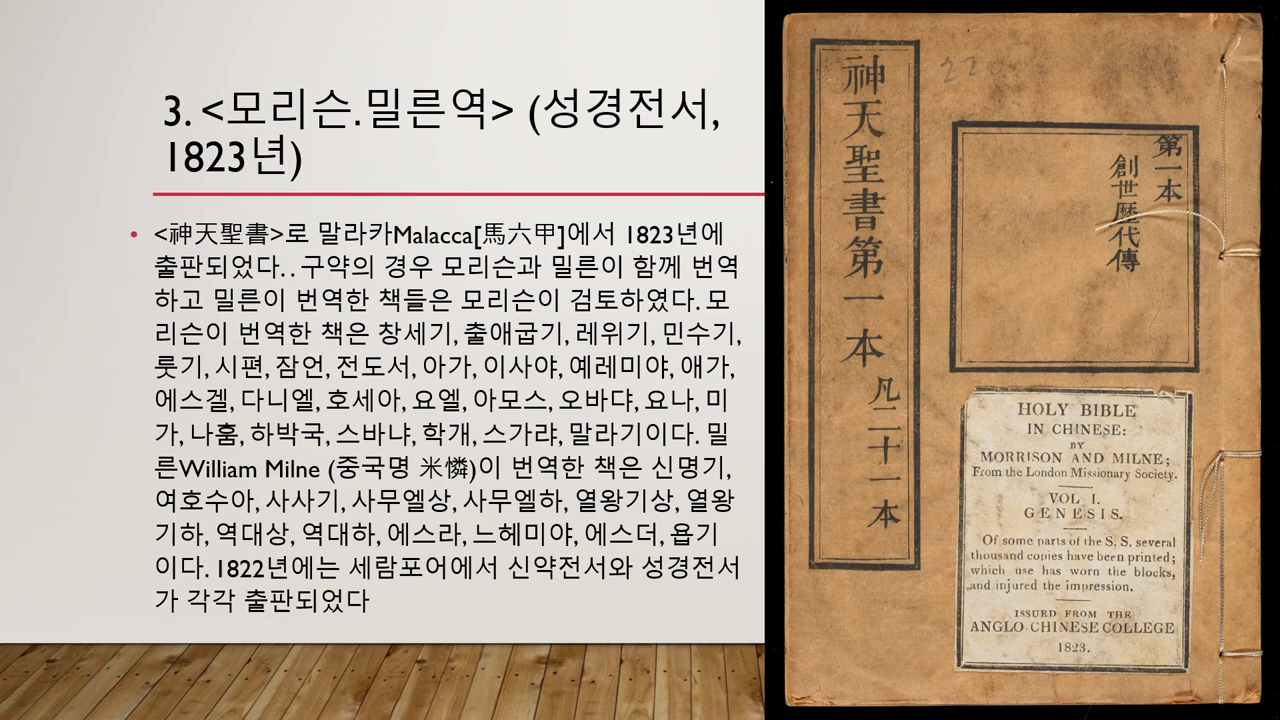 3. <모리슨.밀른역> (성경전서,
1823년)
• <神天聖書>로 말라카Malacca[馬六甲]에서 1823년에
출판되었다. . 구약의 경우 모리슨과 밀른이 함께 번역
하고 밀른이 번역한 책들은 모리슨이 검토하였다. 모
리슨이 번역한 책은 창세기, 출애굽기, 레위기, 민수기,
룻기, 시편, 잠언, 전도서, 아가, 이사야, 예레미야, 애가,
에스겔, 다니엘, 호세아, 요엘, 아모스, 오바댜, 요나, 미
가, 나훔, 하박국, 스바냐, 학개, 스가랴, 말라기이다. 밀
른William Milne (중국명 米憐)이 번역한 책은 신명기,
여호수아, 사사기, 사무엘상, 사무엘하, 열왕기상, 열왕
기하, 역대상, 역대하, 에스라, 느헤미야, 에스더, 욥기
이다. 1822년에는 세람포어에서 신약전서와 성경전서
가 각각 출판되었다
220
第一本
創世歷代傳
神天聖書第一本 凡二十一本
HOLY BIBLE
IN CHINESE:
BY
MORRISON AND MILNE;
From the London Missionary Society.
VOL I.
GENESIS.
Of some parts of the S. S. several
thousand copies have been printed;
which use has worn the blocks,
and injured the impression.
ISSUED FROM THE
ANGLO-CHINESE COLLEGE
1823.